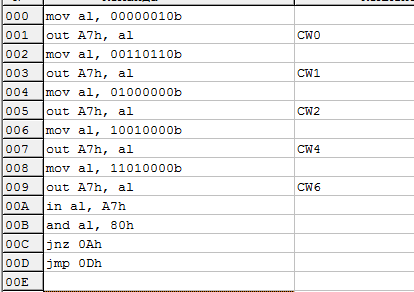 000 mov al, 00000010b
001 out A7h, al CW0
002 mov al, 00110110b
003 out A7h, al CW1
004 mov al, 01000000b
005 out A7h, al CW2
006 mov al, 10010000b
007 out A7h, al CW4
008 mov al, 11010000b
009 out A7h, al CW6
00A in al, A7h
00B and al, 80h
00C jnz 0Ah
00D jmp 0Dh
00E